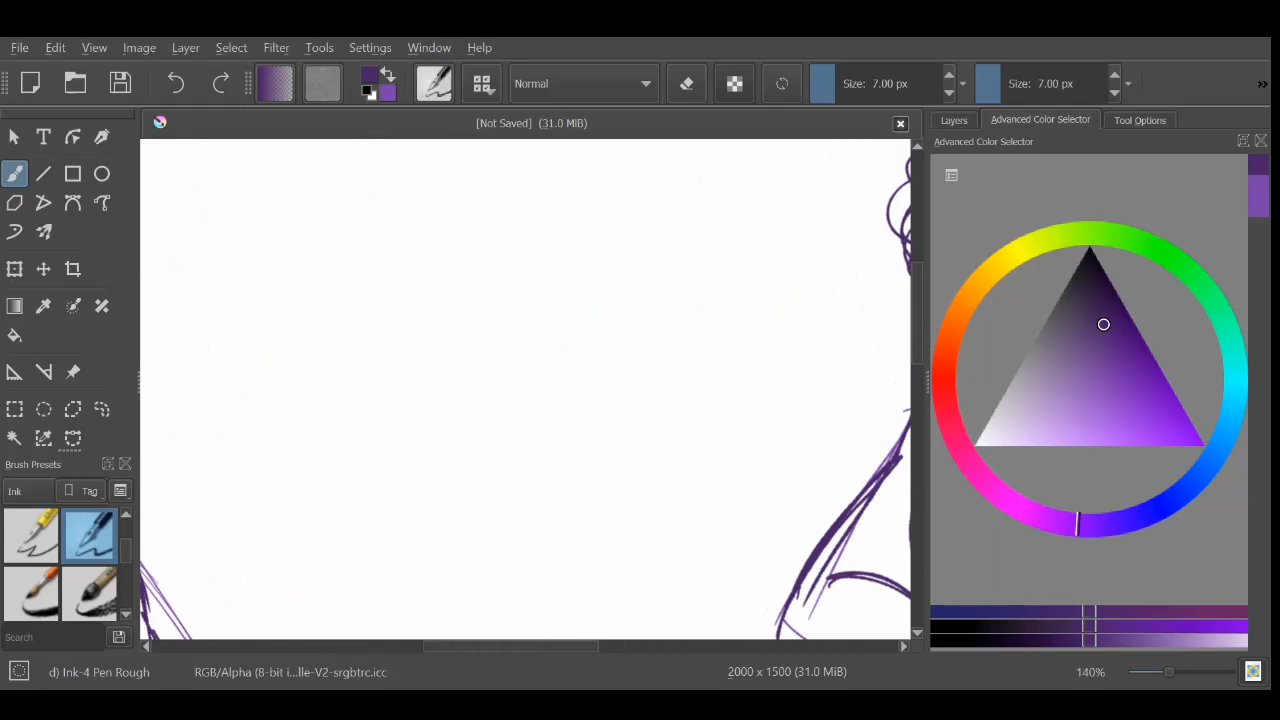 File Edit View Image Layer Select Filter Tools Settings Window Help
Normal Size: 7.00 px Size: 7.00 px »
[Not Saved] (31.0 MiB)
Layers Advanced Color Selector Tool Options
Advanced Color Selector
Brush Presets
Ink Tag
Search
d) Ink-4 Pen Rough RGB/Alpha (8-bit i...lle-V2-srgbtrc.icc 2000 x 1500 (31.0 MiB) 140%